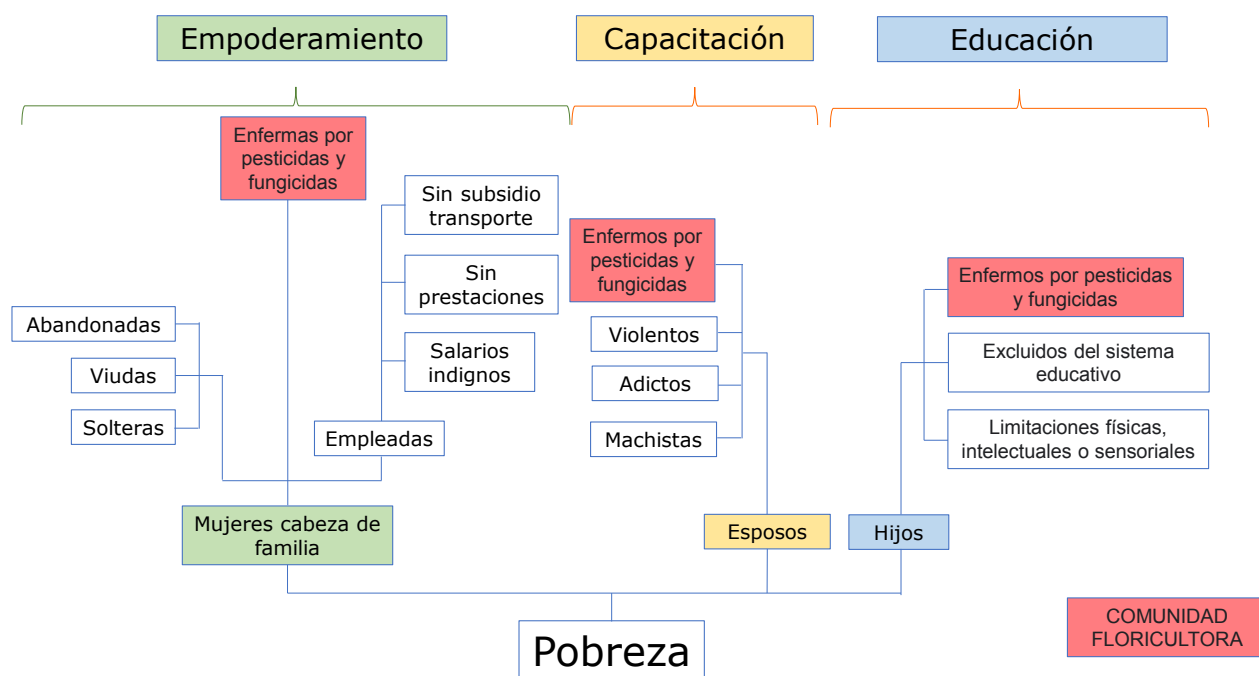 Empoderamiento
Capacitación
Educación
Enfermas por
pesticidas y
fungicidas
Sin subsidio
transporte
Sin
prestaciones
Salarios
indignos
Abandonadas
Viudas
Solteras
Empleadas
Mujeres cabeza de
familia
Enfermos por
pesticidas y
fungicidas
Violentos
Adictos
Machistas
Esposos
Enfermos por pesticidas
y fungicidas
Excluidos del sistema
educativo
Limitaciones físicas,
intelectuales o sensoriales
Hijos
Pobreza
COMUNIDAD
FLORICULTORA